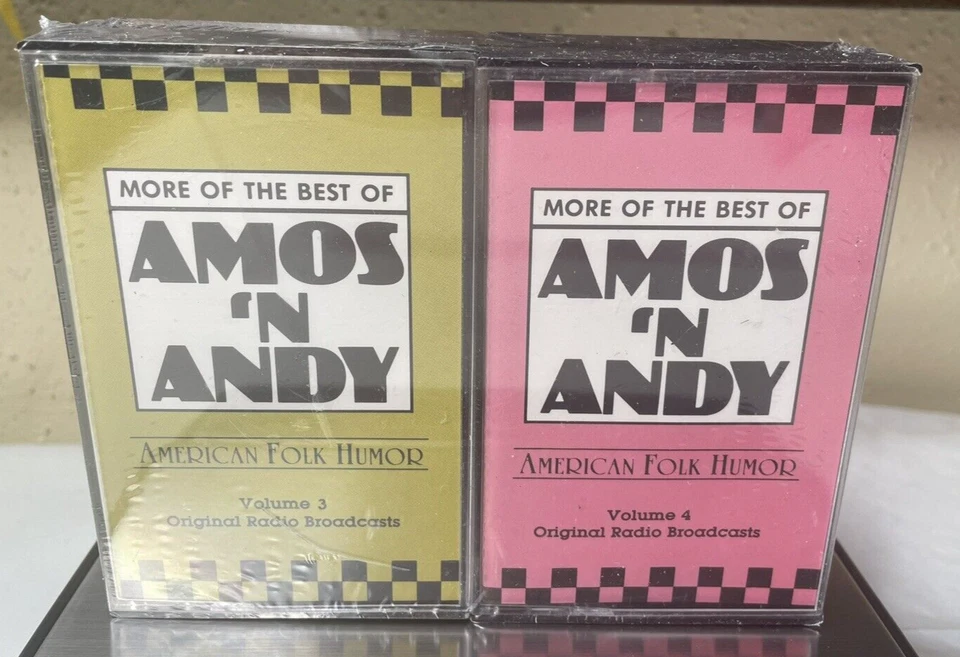 MORE OF THE BEST OF
AMOS
'N
ANDY
AMERICAN FOLK HUMOR
Volume 3
Original Radio Broadcasts
MORE OF THE BEST OF
AMOS
'N
ANDY
AMERICAN FOLK HUMOR
Volume 4
Original Radio Broadcasts